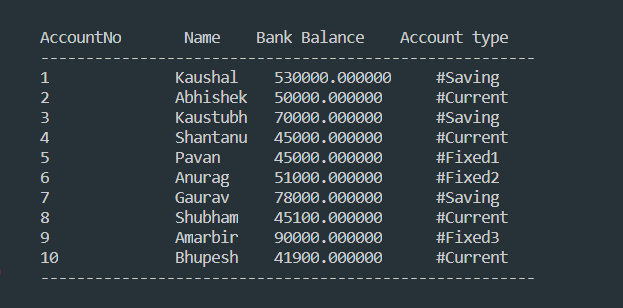 AccountNo Name Bank Balance Account type
-------------------------------------------------------
1 Kaushal 530000.000000 #Saving
2 Abhishek 50000.000000 #Current
3 Kaustubh 70000.000000 #Saving
4 Shantanu 45000.000000 #Current
5 Pavan 45000.000000 #Fixed1
6 Anurag 51000.000000 #Fixed2
7 Gaurav 78000.000000 #Saving
8 Shubham 45100.000000 #Current
9 Amarbir 90000.000000 #Fixed3
10 Bhupesh 41900.000000 #Current
-------------------------------------------------------